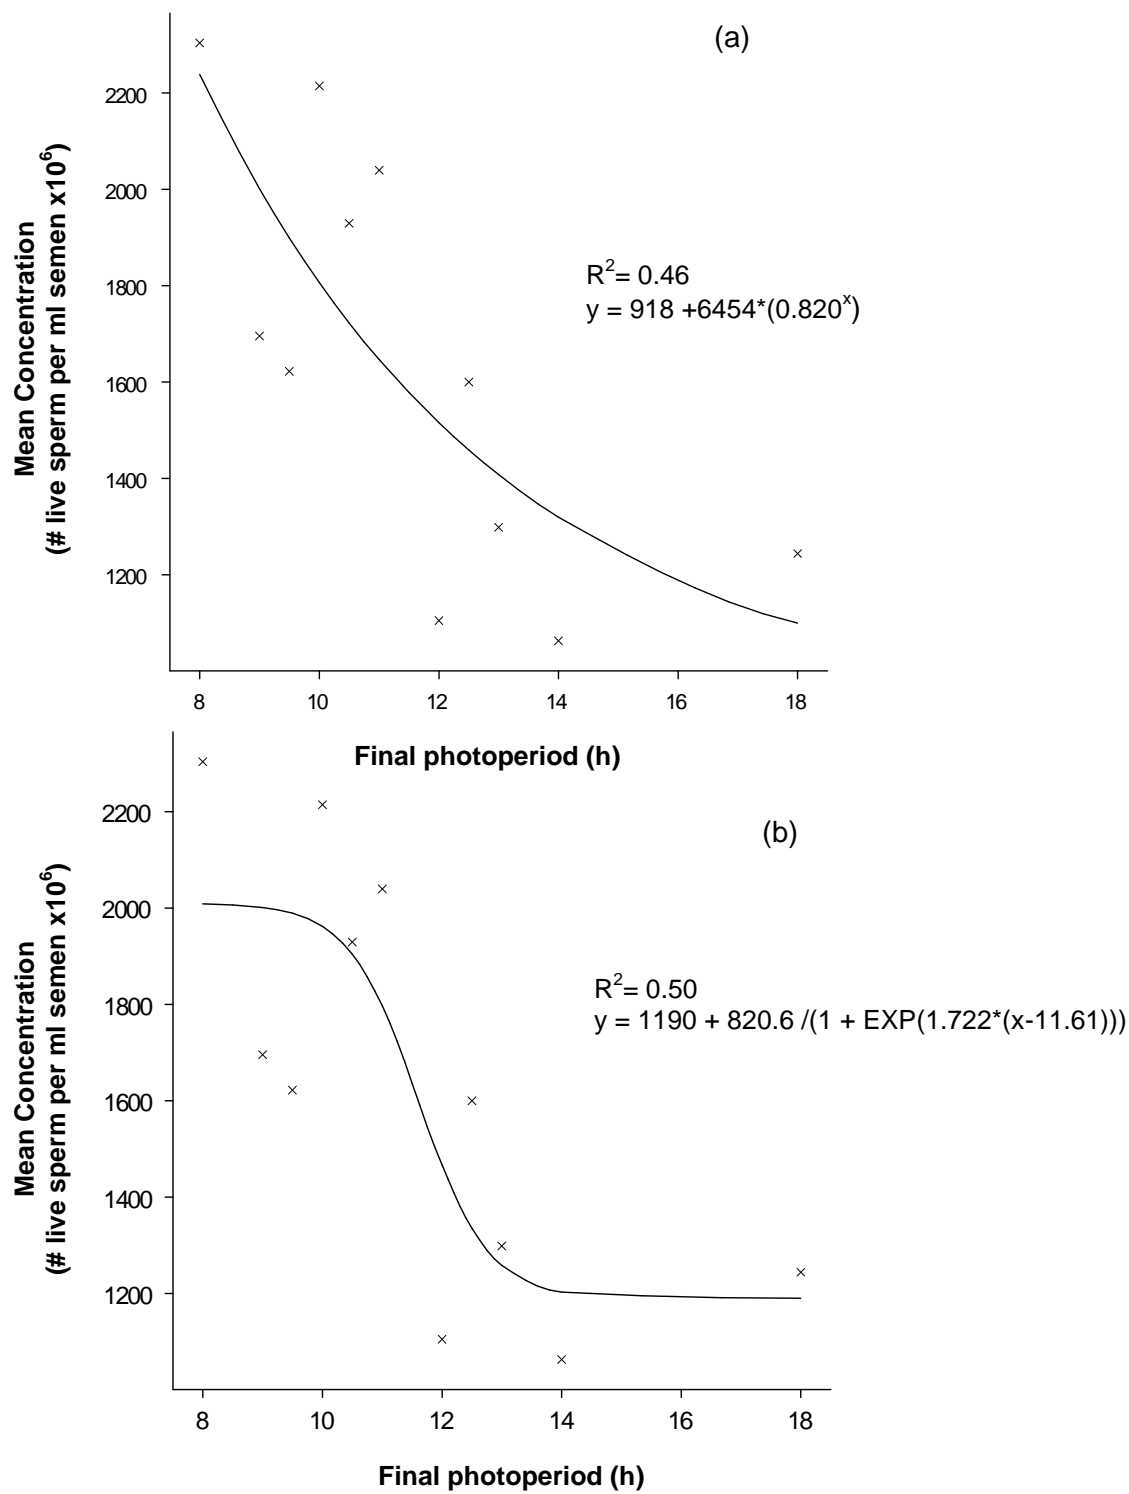 (a)
2200
2000
1800
1600
1400
1200
Mean Concentration
(# live sperm per ml semen x10⁶)
R²= 0.46
y = 918 +6454*(0.820ˣ)
8 10 12 14 16 18
Final photoperiod (h)
(b)
2200
2000
1800
1600
1400
1200
Mean Concentration
(# live sperm per ml semen x10⁶)
R²= 0.50
y = 1190 + 820.6 /(1 + EXP(1.722*(x-11.61)))
8 10 12 14 16 18
Final photoperiod (h)